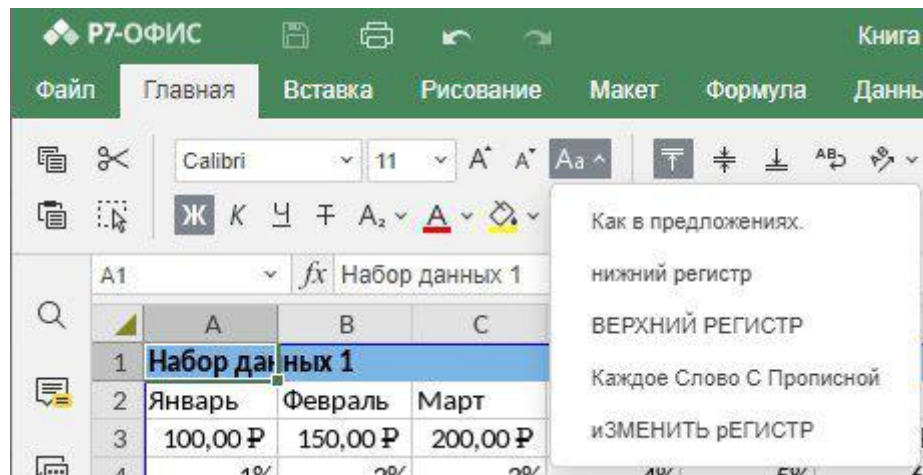 Р7-ОФИС Книга
Файл Главная Вставка Рисование Макет Формула Данны
Calibri 11 A A Aa AB
Ж К Ч Т A₂ A
Как в предложениях.
нижний регистр
ВЕРХНИЙ РЕГИСТР
Каждое Слово С Прописной
иЗМЕНИТЬ рЕГИСТР
A1 fx Набор данных 1
A B C
1 Набор данных 1
2 Январь Февраль Март
3 100,00 ₽ 150,00 ₽ 200,00 ₽